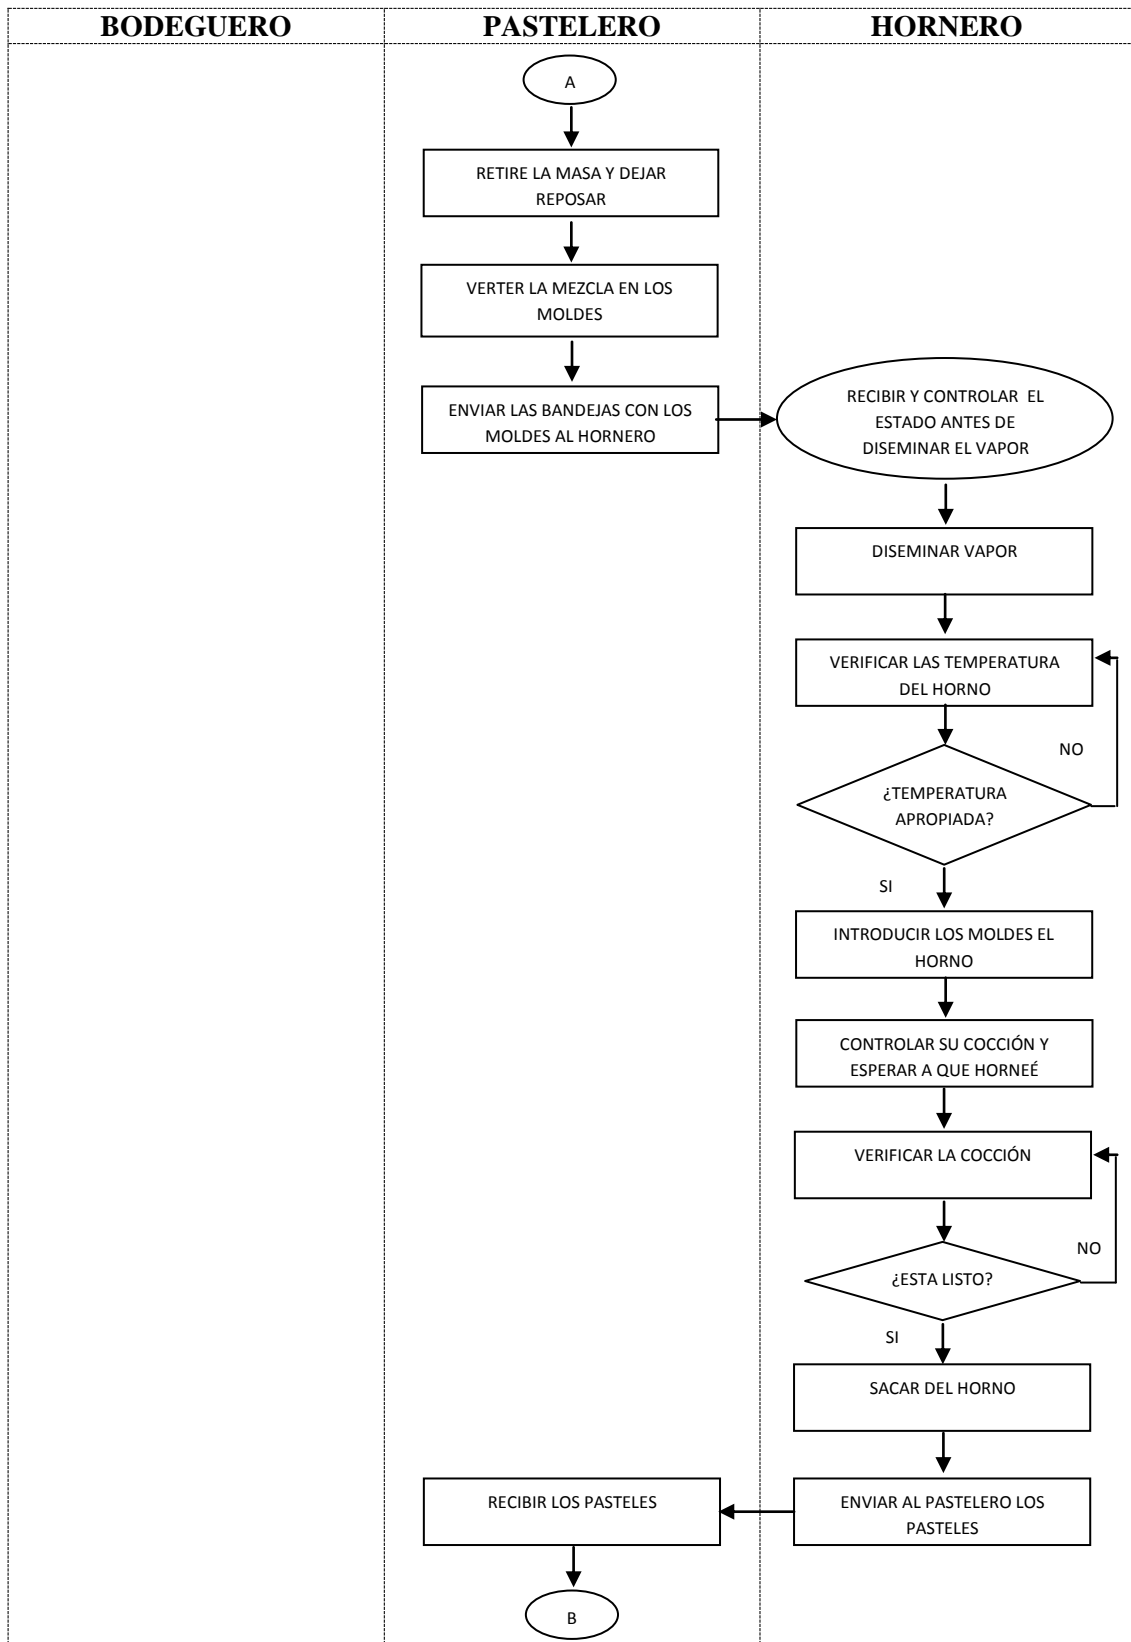 BODEGUERO
PASTELERO
HORNERO
A
RETIRE LA MASA Y DEJAR
REPOSAR
VERTER LA MEZCLA EN LOS
MOLDES
ENVIAR LAS BANDEJAS CON LOS
MOLDES AL HORNERO
RECIBIR Y CONTROLAR EL
ESTADO ANTES DE
DISEMINAR EL VAPOR
DISEMINAR VAPOR
VERIFICAR LAS TEMPERATURA
DEL HORNO
NO
¿TEMPERATURA
APROPIADA?
SI
INTRODUCIR LOS MOLDES EL
HORNO
CONTROLAR SU COCCIÓN Y
ESPERAR A QUE HORNEÉ
VERIFICAR LA COCCIÓN
NO
¿ESTA LISTO?
SI
SACAR DEL HORNO
ENVIAR AL PASTELERO LOS
PASTELES
RECIBIR LOS PASTELES
B